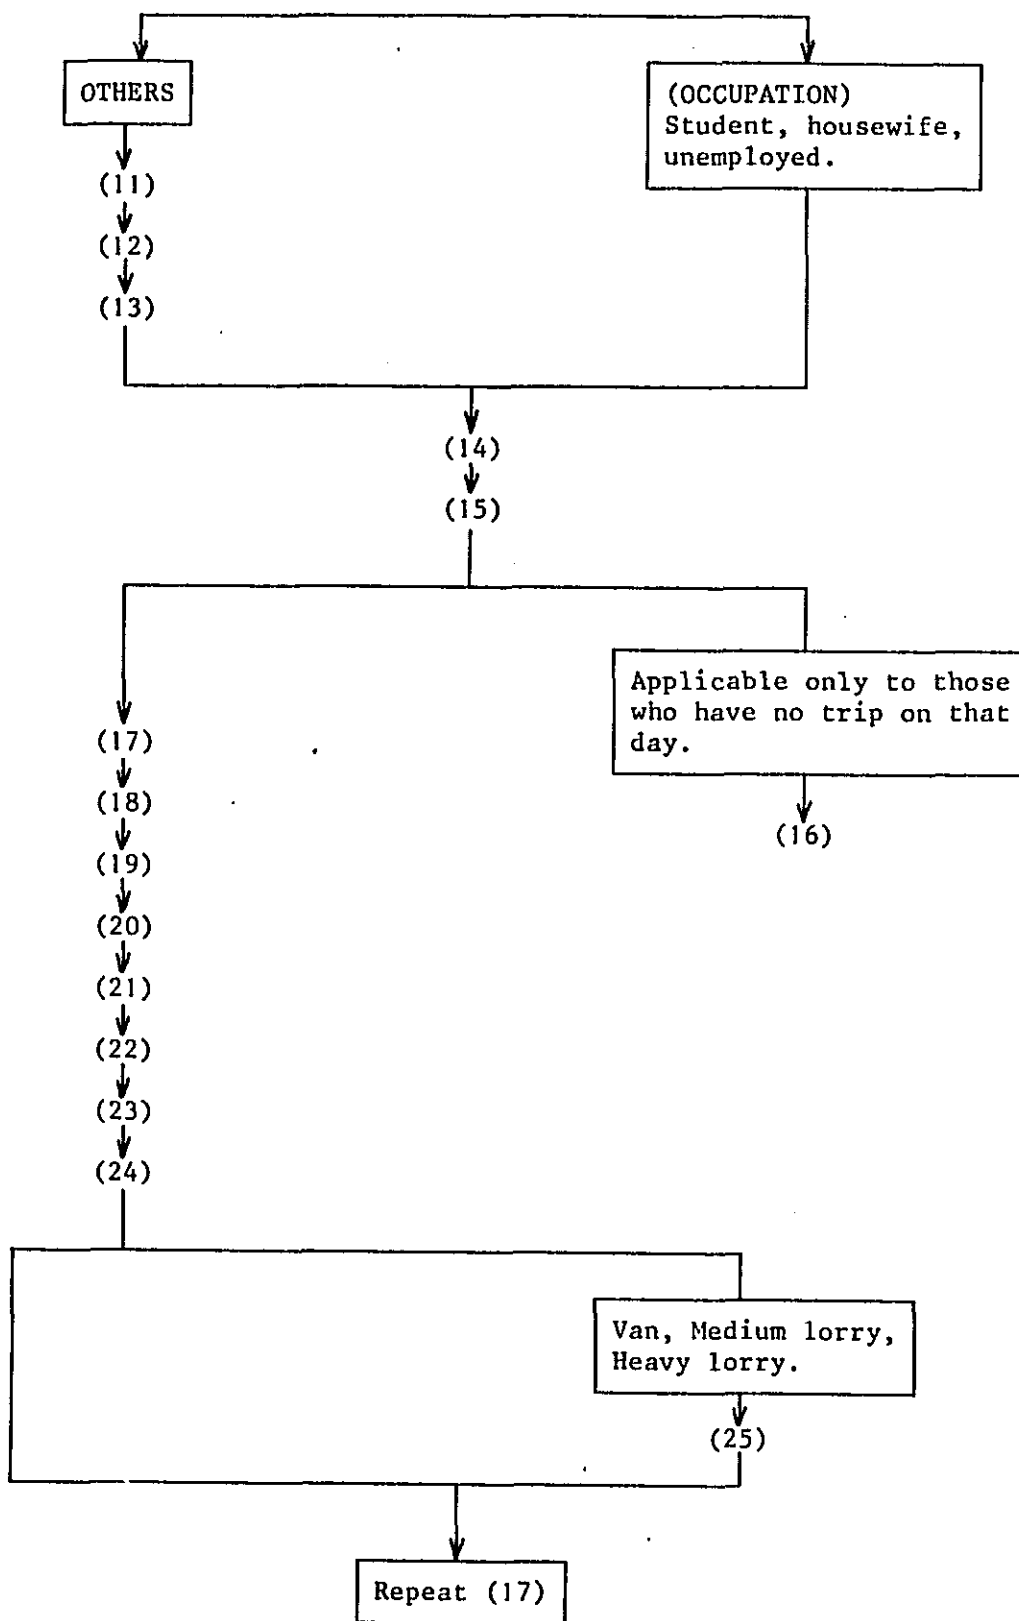 OTHERS
(OCCUPATION)
Student, housewife,
unemployed.
(11)
(12)
(13)
(14)
(15)
Applicable only to those
who have no trip on that
day.
(16)
(17)
(18)
(19)
(20)
(21)
(22)
(23)
(24)
Van, Medium lorry,
Heavy lorry.
(25)
Repeat (17)